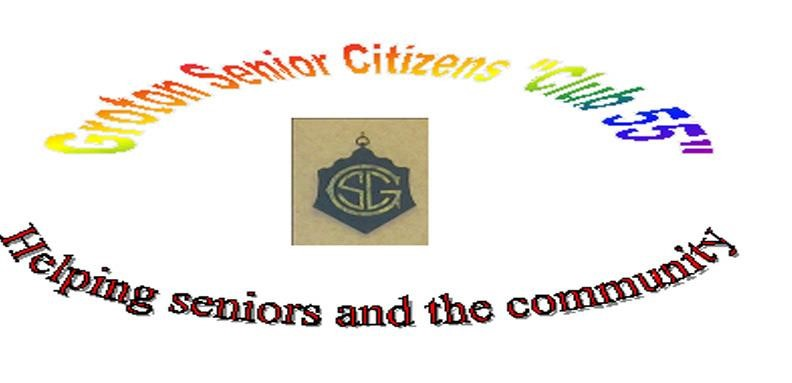 Groton Senior Citizens "Club 55"
GSC
Helping seniors and the community